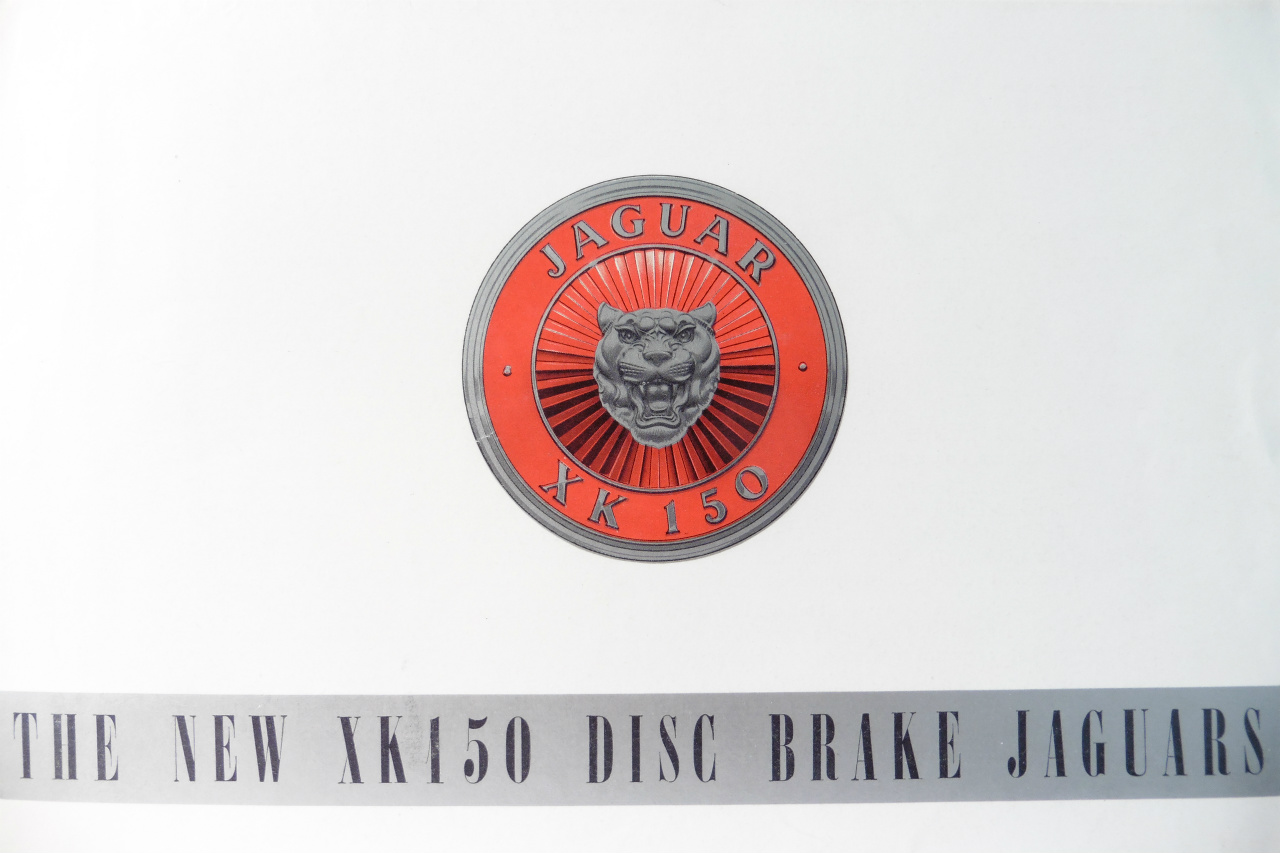 JAGUAR
XK 150
THE NEW XK150 DISC BRAKE JAGUARS